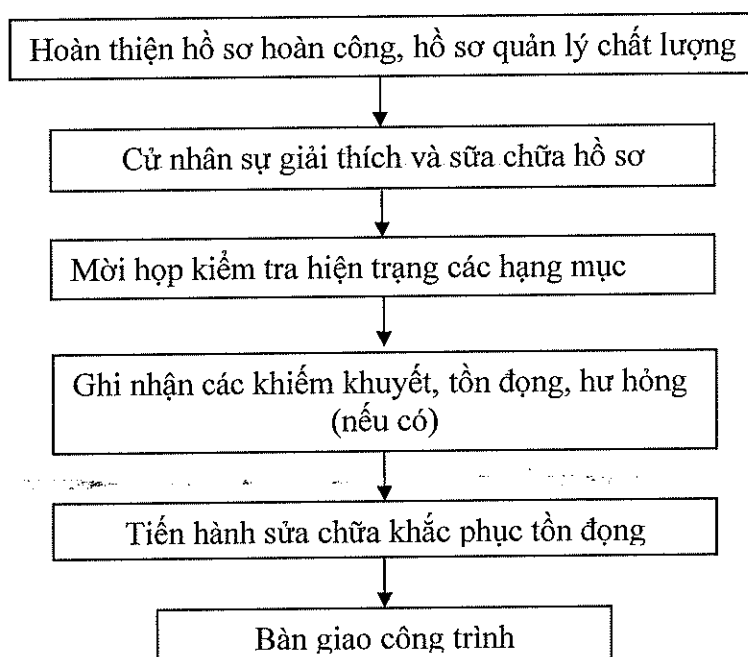 Hoàn thiện hồ sơ hoàn công, hồ sơ quản lý chất lượng
Cử nhân sự giải thích và sữa chữa hồ sơ
Mời họp kiểm tra hiện trạng các hạng mục
Ghi nhận các khiếm khuyết, tồn đọng, hư hỏng
(nếu có)
Tiến hành sửa chữa khắc phục tồn đọng
Bàn giao công trình